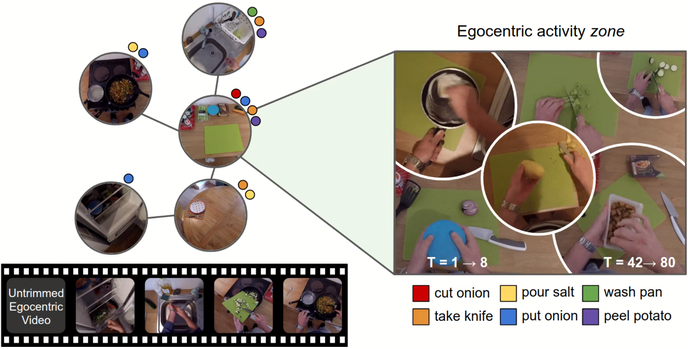 Egocentric activity zone
T = 1 → 8
T = 42→ 80
Untrimmed
Egocentric
Video
cut onion
pour salt
wash pan
take knife
put onion
peel potato